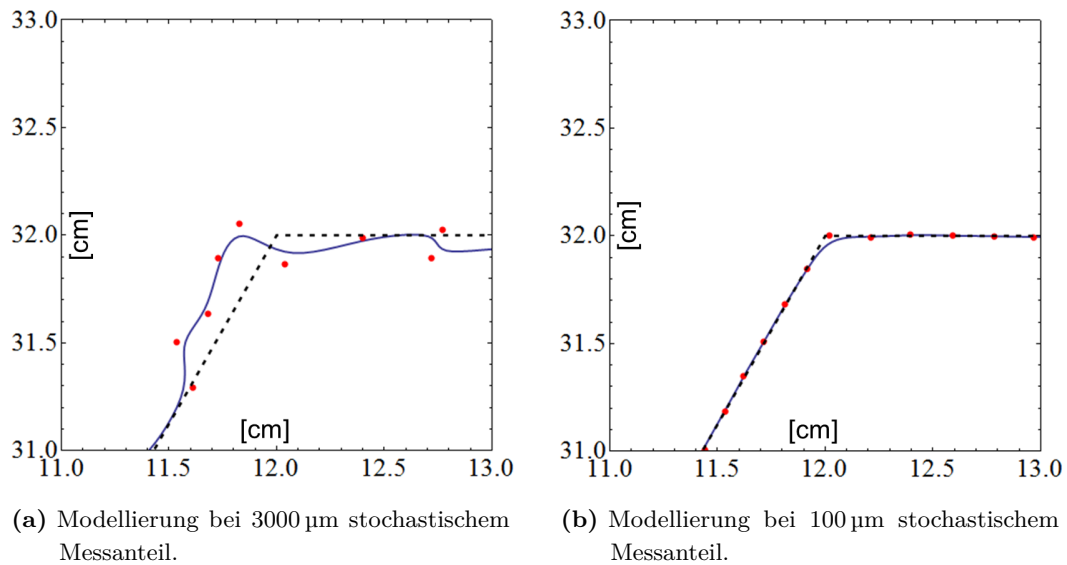 33.0
32.5
32.0
31.5
31.0
[cm]
[cm]
11.0 11.5 12.0 12.5 13.0
(a) Modellierung bei 3000 µm stochastischem
Messanteil.
33.0
32.5
32.0
31.5
31.0
[cm]
[cm]
11.0 11.5 12.0 12.5 13.0
(b) Modellierung bei 100 µm stochastischem
Messanteil.